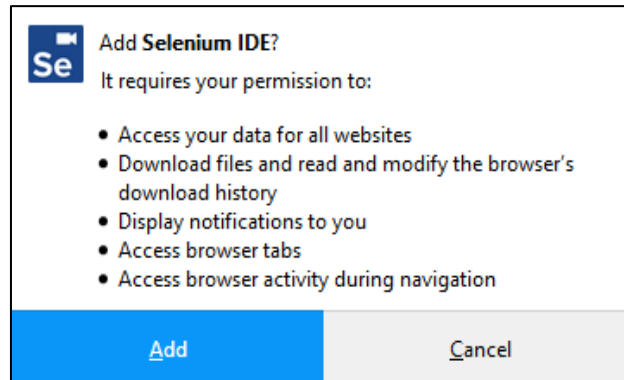 Se
Add Selenium IDE?
It requires your permission to:
• Access your data for all websites
• Download files and read and modify the browser's
download history
• Display notifications to you
• Access browser tabs
• Access browser activity during navigation
Add
Cancel